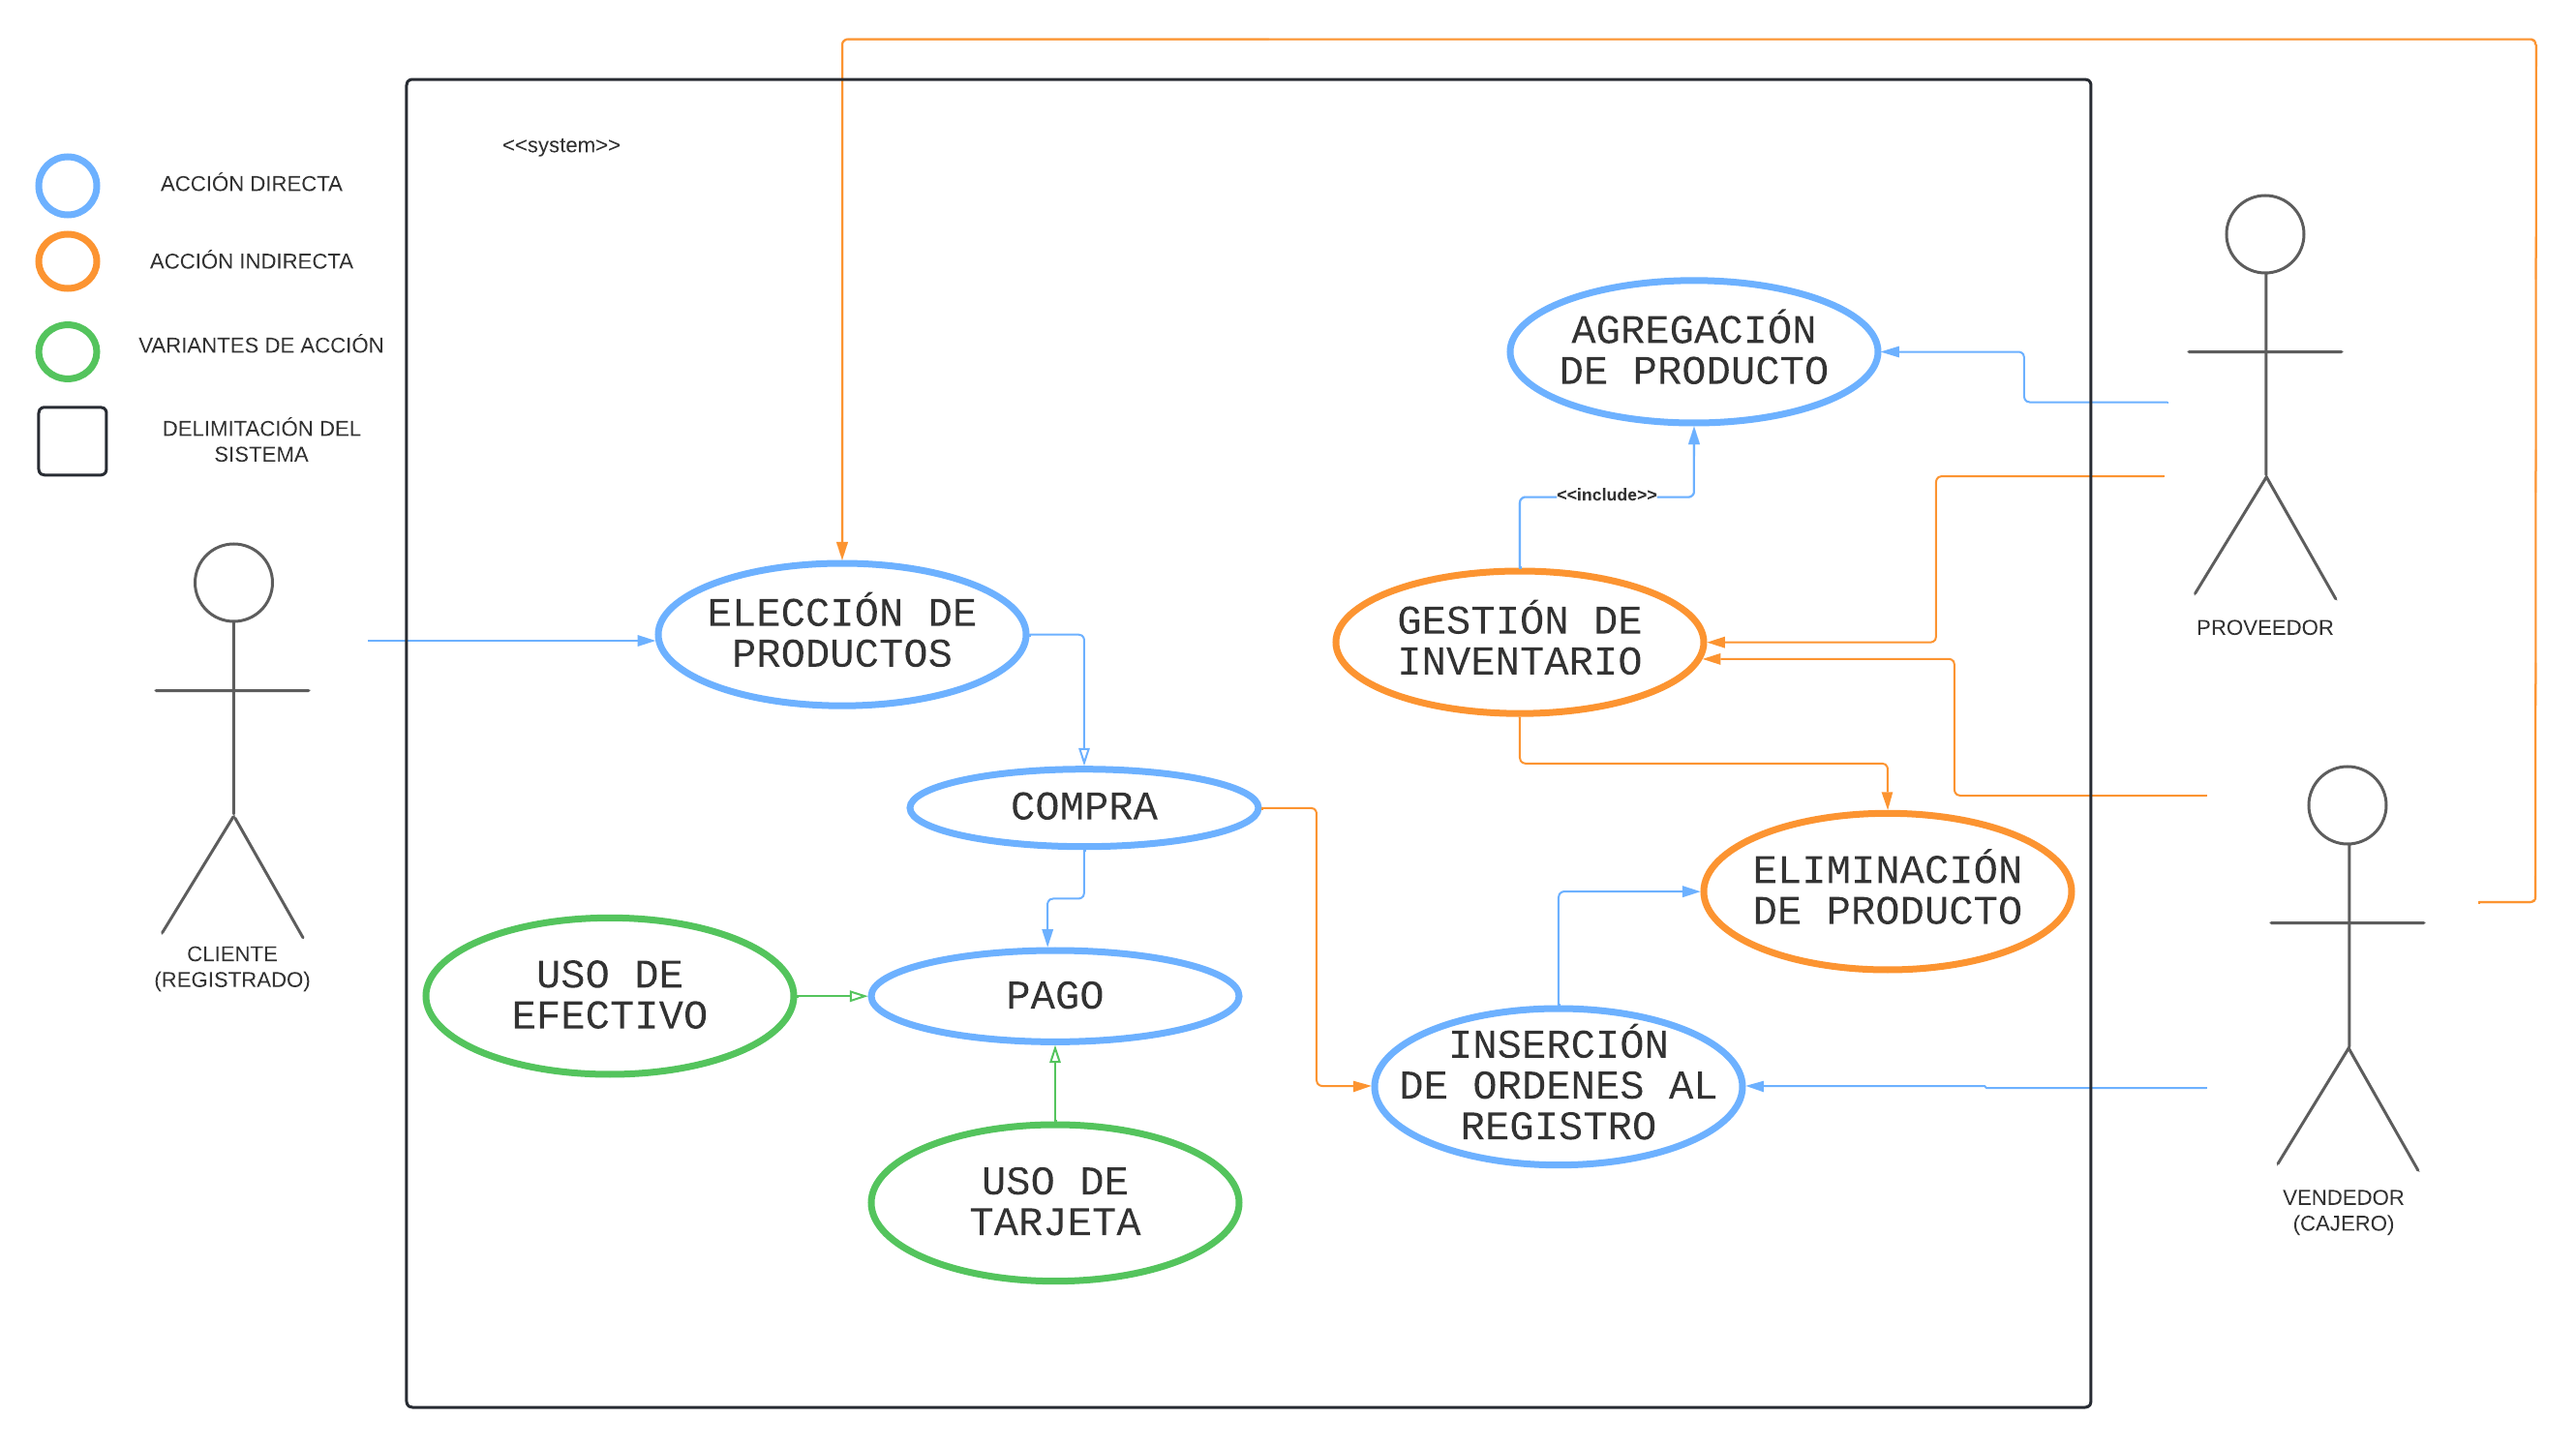 <<system>>
ACCIÓN DIRECTA
ACCIÓN INDIRECTA
VARIANTES DE ACCIÓN
DELIMITACIÓN DEL
SISTEMA
AGREGACIÓN
DE PRODUCTO
<<include>>
ELECCIÓN DE
PRODUCTOS
GESTIÓN DE
INVENTARIO
PROVEEDOR
COMPRA
ELIMINACIÓN
DE PRODUCTO
CLIENTE
(REGISTRADO)
USO DE
EFECTIVO
PAGO
INSERCIÓN
DE ORDENES AL
REGISTRO
USO DE
TARJETA
VENDEDOR
(CAJERO)